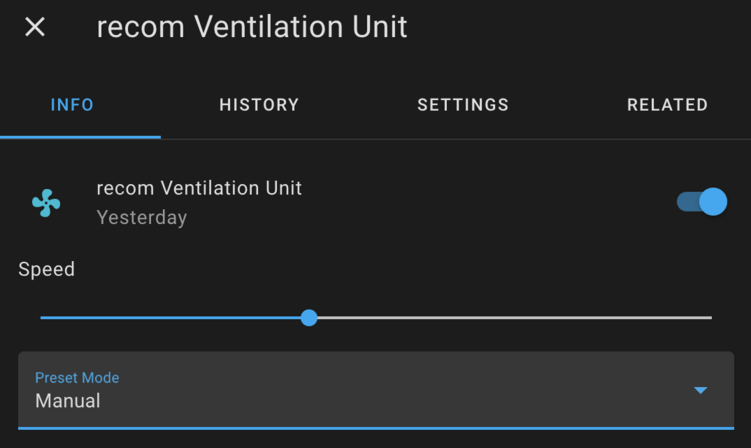 recom Ventilation Unit
INFO HISTORY SETTINGS RELATED
recom Ventilation Unit
Yesterday
Speed
Preset Mode
Manual